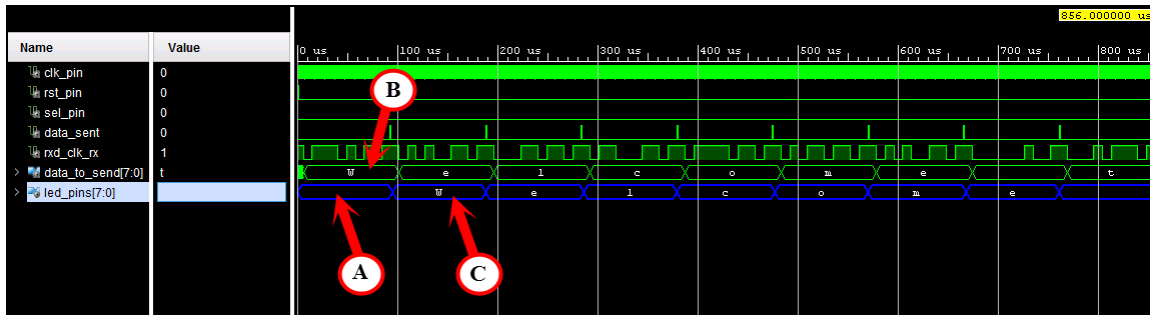 856.000000 us
Name Value
0 us 100 us 200 us 300 us 400 us 500 us 600 us 700 us 800 us
clk_pin 0
rst_pin 0
B
sel_pin 0
data_sent 0
rxd_clk_rx 1
data_to_send[7:0] t W e l c o m e t
led_pins[7:0] W e l c o m e
A C